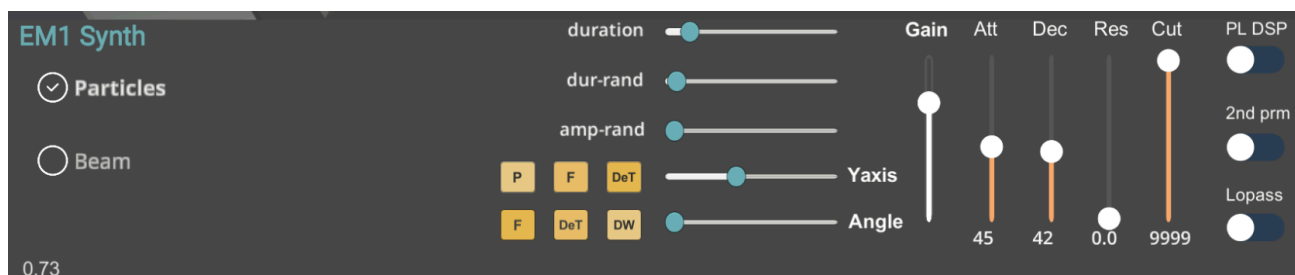 EM1 Synth
Particles
Beam
0.73
duration
dur-rand
amp-rand
P F DeT Yaxis
F DeT DW Angle
Gain Att Dec Res Cut
45 42 0.0 9999
PL DSP
2nd prm
Lopass